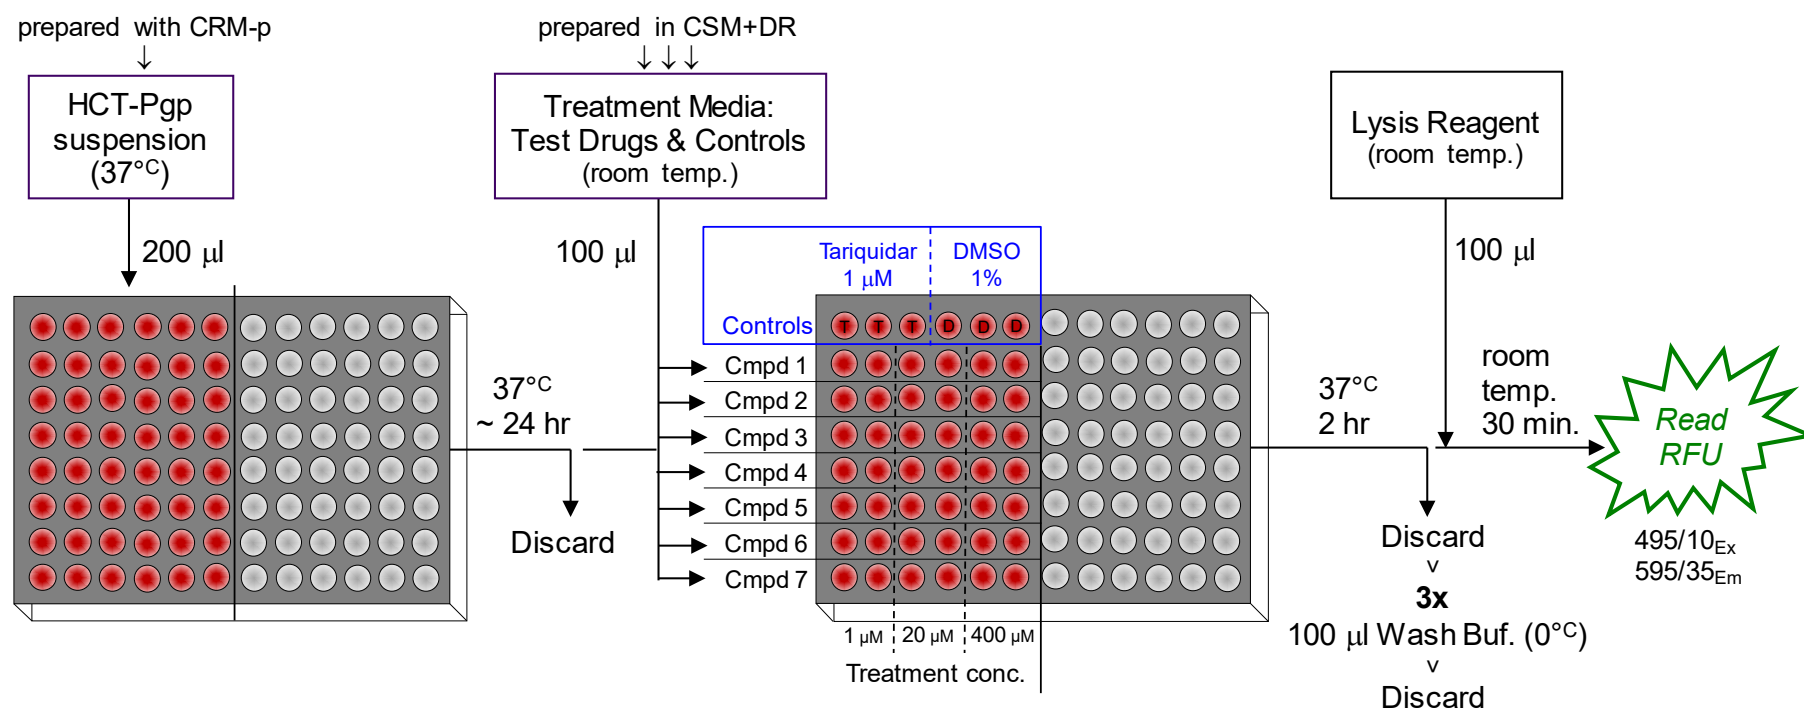 prepared with CRM-p
↓
HCT-Pgp
suspension
(37°C)
200 μl
prepared in CSM+DR
↓ ↓ ↓
Treatment Media:
Test Drugs & Controls
(room temp.)
100 μl
37°C
~ 24 hr
Discard
Tariquidar
1 μM
DMSO
1%
Controls
T T T D D D
Cmpd 1
Cmpd 2
Cmpd 3
Cmpd 4
Cmpd 5
Cmpd 6
Cmpd 7
1 μM 20 μM 400 μM
Treatment conc.
37°C
2 hr
Lysis Reagent
(room temp.)
100 μl
room
temp.
30 min.
Discard
v
3x
100 μl Wash Buf. (0°C)
v
Discard
Read
RFU
495/10Ex
595/35Em